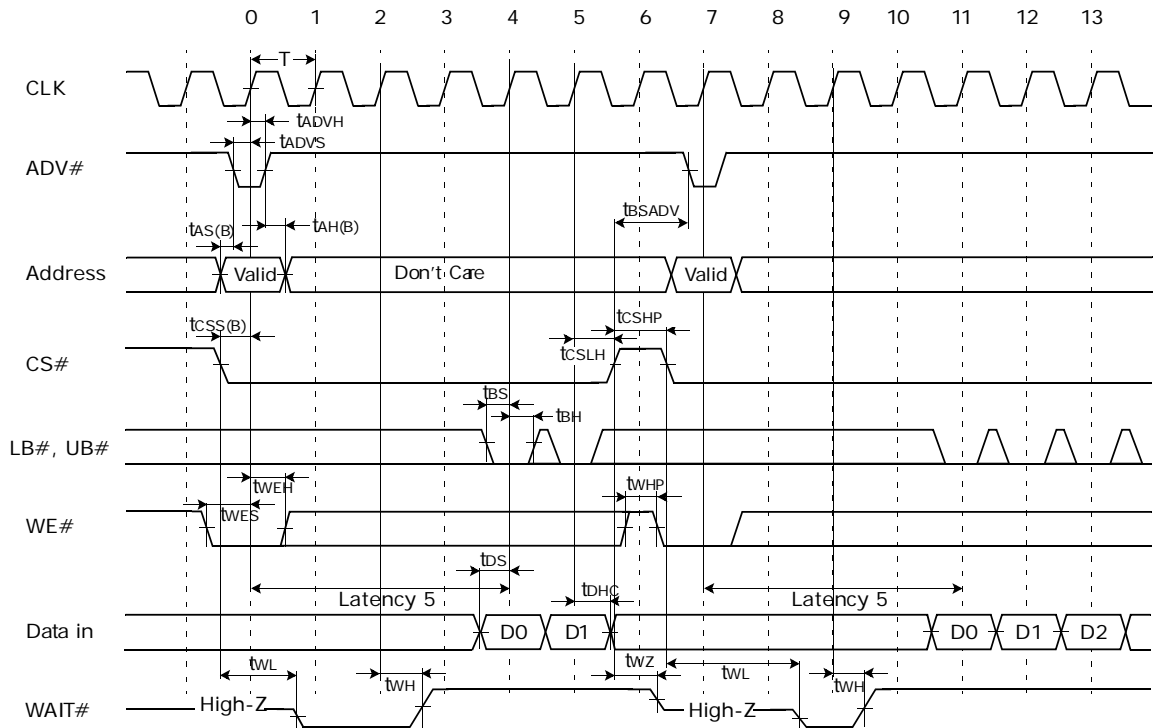 0 1 2 3 4 5 6 7 8 9 10 11 12 13
T
CLK
tADVH
tADVS
ADV#
tBSADV
tAS(B) tAH(B)
Address Valid Don't Care Valid
tCSS(B) tCSHP
tCSLH
CS#
tBS
tBH
LB#, UB#
tWEH tWHP
tWES
WE#
tDS
tDHC
Latency 5 Latency 5
Data in D0 D1 D0 D1 D2
tWL tWH tWZ tWL tWH
High-Z High-Z
WAIT#